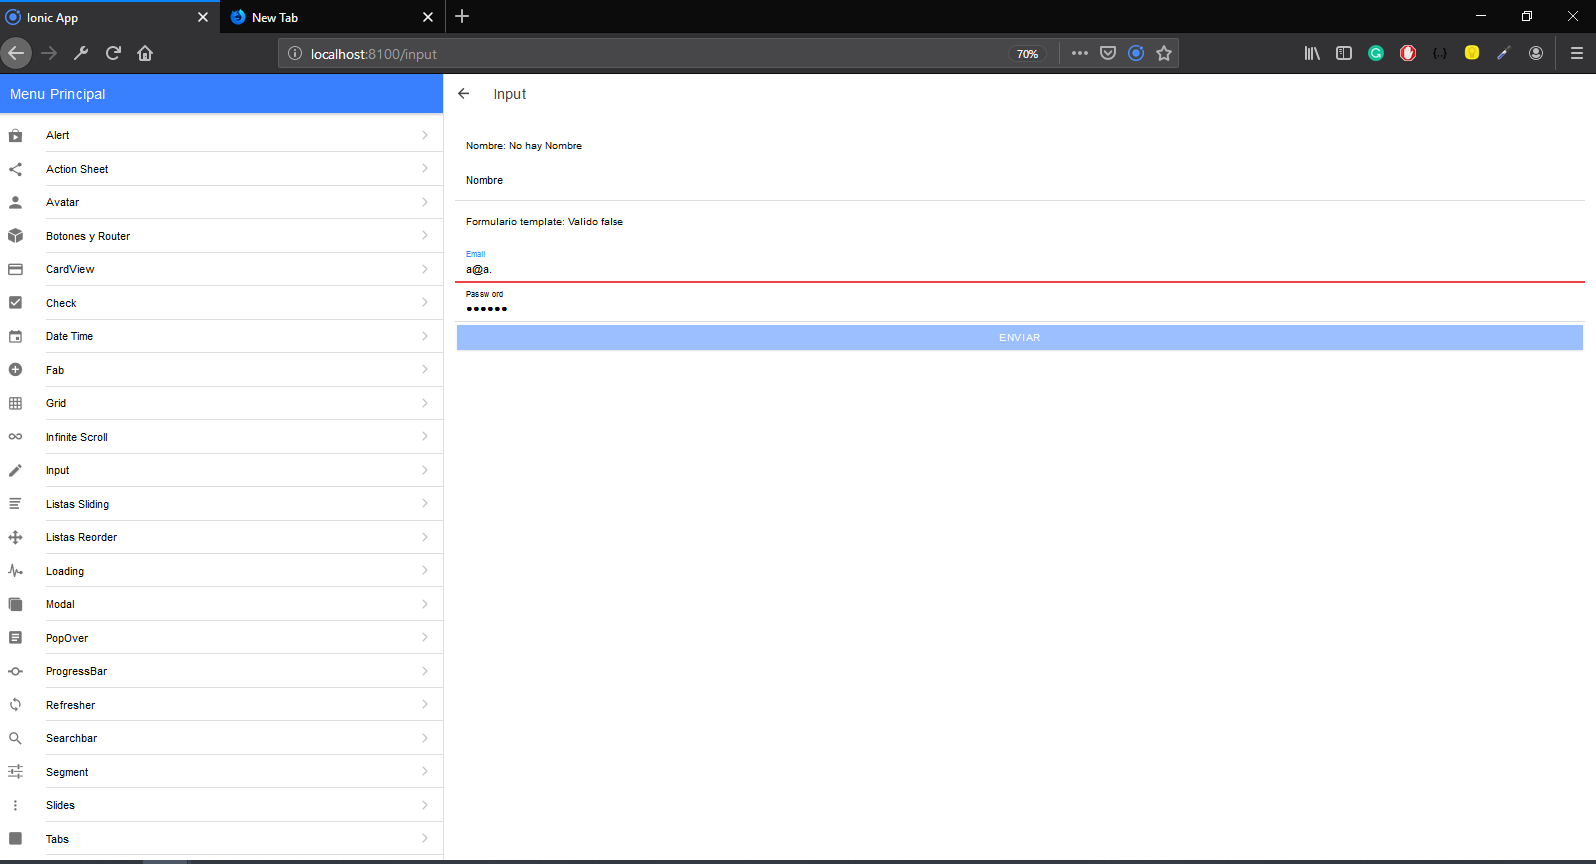 Ionic App
New Tab
localhost:8100/input
70%
Menu Principal
Alert
Action Sheet
Avatar
Botones y Router
CardView
Check
Date Time
Fab
Grid
Infinite Scroll
Input
Listas Sliding
Listas Reorder
Loading
Modal
PopOver
ProgressBar
Refresher
Searchbar
Segment
Slides
Tabs
Input
Nombre: No hay Nombre
Nombre
Formulario template: Valido false
Email
a@a.
Password
••••••
ENVIAR